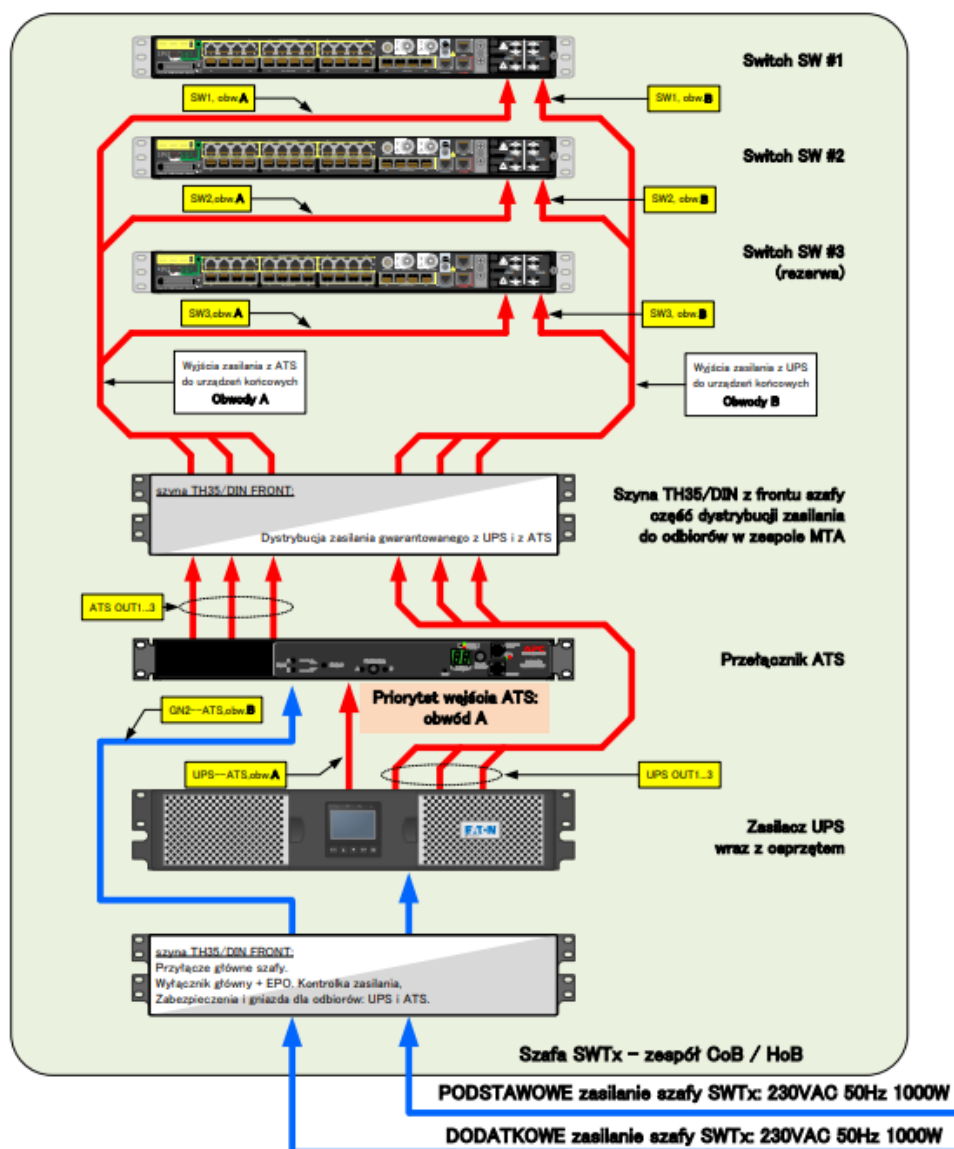 Switch SW #1
SW1, obw.A
SW1, obw.B
Switch SW #2
SW2,obw.A
SW2, obw.B
Switch SW #3
(rezerwa)
SW3,obw.A
SW3, obw.B
Wyjścia zasilania z ATS
do urządzeń końcowych
Obwody A
Wyjścia zasilania z UPS
do urządzeń końcowych
Obwody B
szyna TH35/DIN FRONT:
Dystrybucja zasilania gwarantowanego z UPS i z ATS
Szyna TH35/DIN z frontu szafy
część dystrybucji zasilania
do odbiorów w zespole MTA
ATS OUT1...3
APC
Przełącznik ATS
Priorytet wejścia ATS:
obwód A
GN2--ATS,obw.B
UPS--ATS,obw.A
UPS OUT1...3
EATON
Zasilacz UPS
wraz z osprzętem
szyna TH35/DIN FRONT:
Przyłącze główne szafy.
Wyłącznik główny + EPO. Kontrolka zasilania,
Zabezpieczenia i gniazda dla odbiorów: UPS i ATS.
Szafa SWTx - zespół CoB / HoB
PODSTAWOWE zasilanie szafy SWTx: 230VAC 50Hz 1000W
DODATKOWE zasilanie szafy SWTx: 230VAC 50Hz 1000W